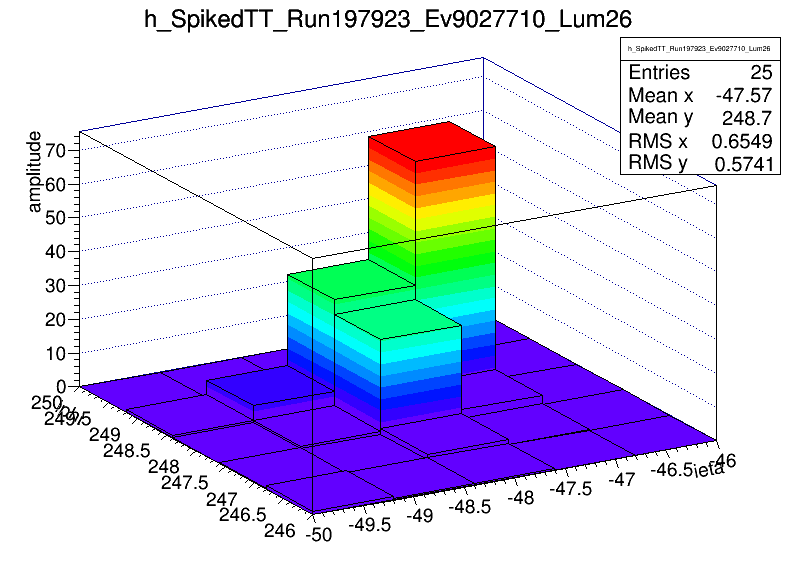 h_SpikedTT_Run197923_Ev9027710_Lum26
h_SpikedTT_Run197923_Ev9027710_Lum26
Entries 25
Mean x -47.57
Mean y 248.7
RMS x 0.6549
RMS y 0.5741
amplitude
70
60
50
40
30
20
10
0
250
249.5
249
248.5
248
247.5
247
246.5
246
-50
-49.5
-49
-48.5
-48
-47.5
-47
-46.5
-46
ieta